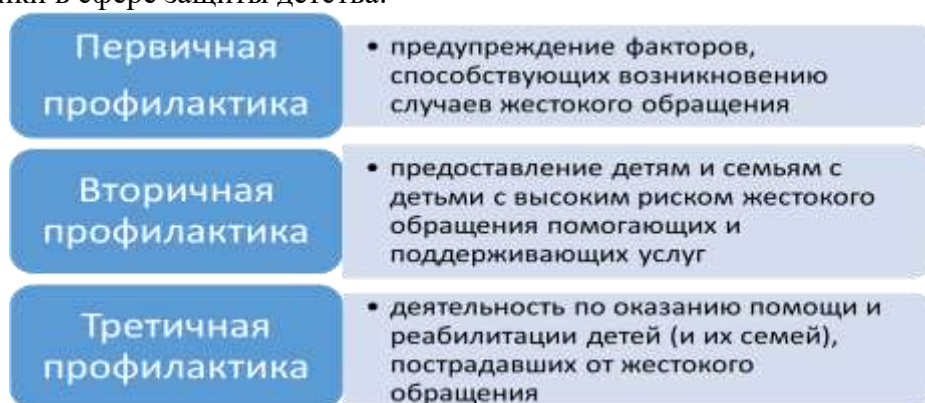 в сфере защиты детства.
Первичная
профилактика
• предупреждение факторов,
способствующих возникновению
случаев жестокого обращения
Вторичная
профилактика
• предоставление детям и семьям с
детьми с высоким риском жестокого
обращения помогающих и
поддерживающих услуг
Третичная
профилактика
• деятельность по оказанию помощи и
реабилитации детей (и их семей),
пострадавших от жестокого
обращения